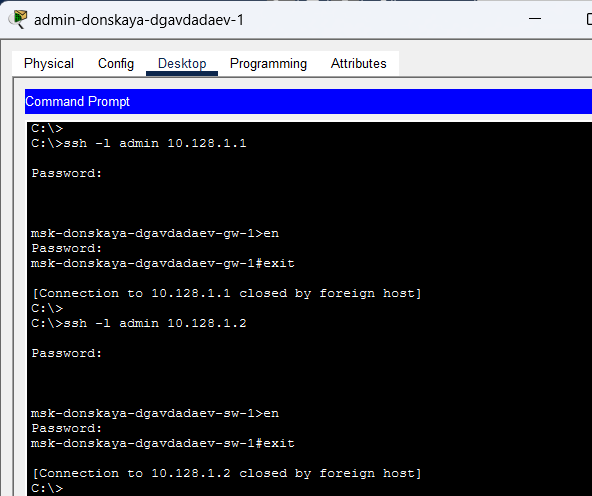 admin-donskaya-dgavdadaev-1
Physical Config Desktop Programming Attributes
Command Prompt
C:\>
C:\>ssh -l admin 10.128.1.1
Password:
msk-donskaya-dgavdadaev-gw-1>en
Password:
msk-donskaya-dgavdadaev-gw-1#exit
[Connection to 10.128.1.1 closed by foreign host]
C:\>
C:\>ssh -l admin 10.128.1.2
Password:
msk-donskaya-dgavdadaev-sw-1>en
Password:
msk-donskaya-dgavdadaev-sw-1#exit
[Connection to 10.128.1.2 closed by foreign host]
C:\>